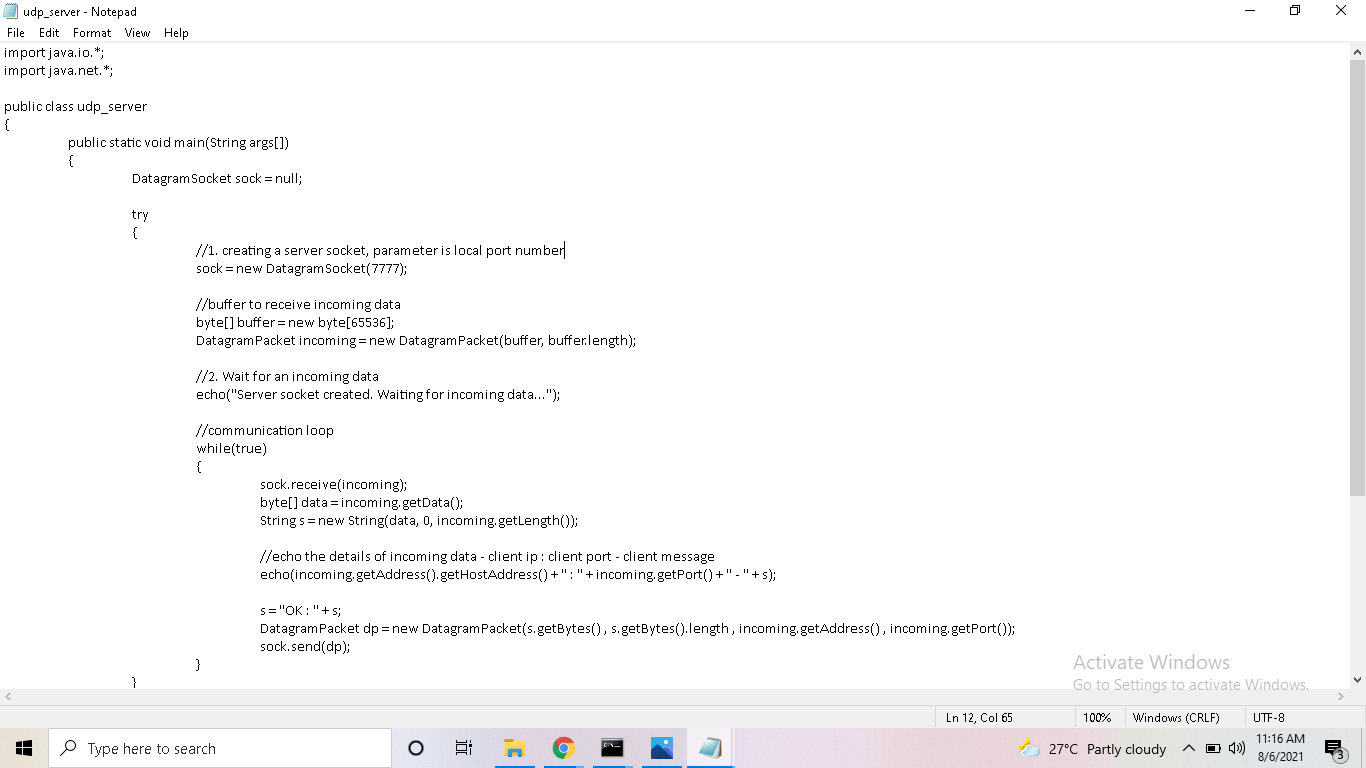 udp_server - Notepad
File Edit Format View Help
import java.io.*;
import java.net.*;
public class udp_server
{
public static void main(String args[])
{
DatagramSocket sock = null;
try
{
//1. creating a server socket, parameter is local port number
sock = new DatagramSocket(7777);
//buffer to receive incoming data
byte[] buffer = new byte[65536];
DatagramPacket incoming = new DatagramPacket(buffer, buffer.length);
//2. Wait for an incoming data
echo("Server socket created. Waiting for incoming data...");
//communication loop
while(true)
{
sock.receive(incoming);
byte[] data = incoming.getData();
String s = new String(data, 0, incoming.getLength());
//echo the details of incoming data - client ip : client port - client message
echo(incoming.getAddress().getHostAddress() + " : " + incoming.getPort() + " - " + s);
s = "OK : " + s;
DatagramPacket dp = new DatagramPacket(s.getBytes() , s.getBytes().length , incoming.getAddress() , incoming.getPort());
sock.send(dp);
}
}
Activate Windows
Go to Settings to activate Windows.
Ln 12, Col 65 100% Windows (CRLF) UTF-8
Type here to search
27°C Partly cloudy
11:16 AM
8/6/2021
3